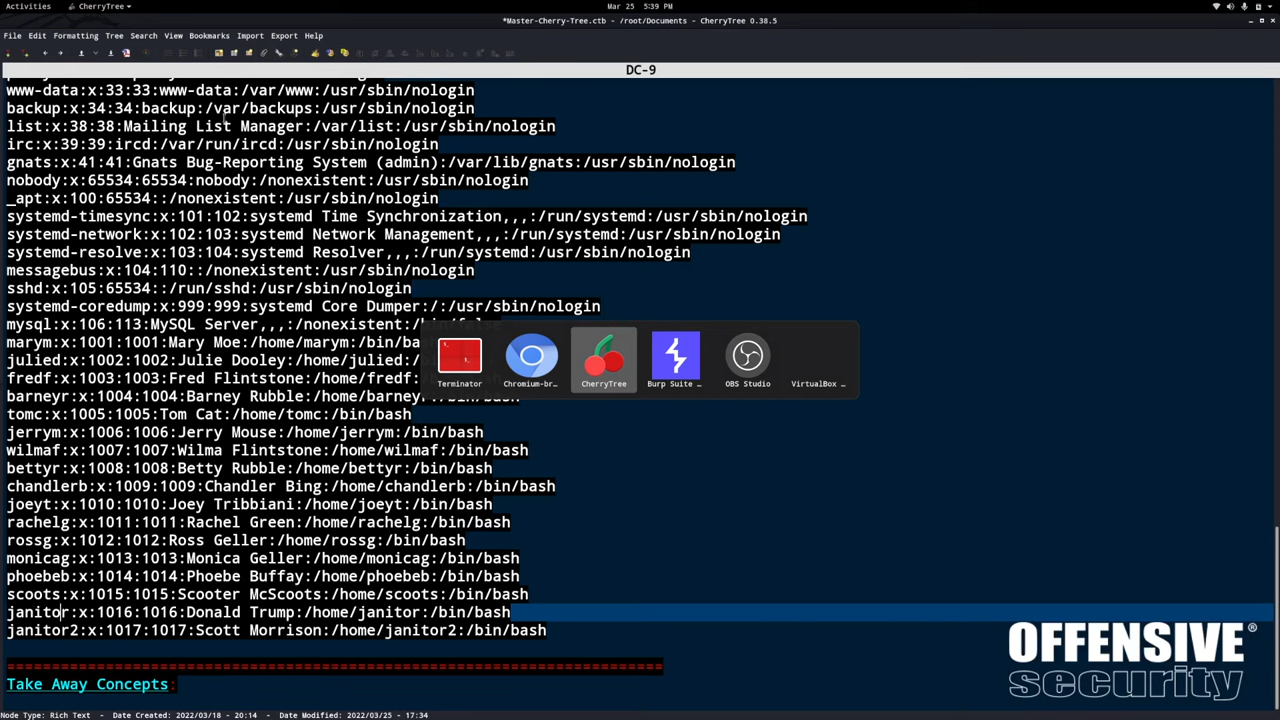 Activities
CherryTree
Mar 25  5:39 PM
*Master-Cherry-Tree.ctb - /root/Documents - CherryTree 0.38.5
File Edit Formatting Tree Search View Bookmarks Import Export Help
DC-9
www-data:x:33:33:www-data:/var/www:/usr/sbin/nologin
backup:x:34:34:backup:/var/backups:/usr/sbin/nologin
list:x:38:38:Mailing List Manager:/var/list:/usr/sbin/nologin
irc:x:39:39:ircd:/var/run/ircd:/usr/sbin/nologin
gnats:x:41:41:Gnats Bug-Reporting System (admin):/var/lib/gnats:/usr/sbin/nologin
nobody:x:65534:65534:nobody:/nonexistent:/usr/sbin/nologin
_apt:x:100:65534::/nonexistent:/usr/sbin/nologin
systemd-timesync:x:101:102:systemd Time Synchronization,,,:/run/systemd:/usr/sbin/nologin
systemd-network:x:102:103:systemd Network Management,,,:/run/systemd:/usr/sbin/nologin
systemd-resolve:x:103:104:systemd Resolver,,,:/run/systemd:/usr/sbin/nologin
messagebus:x:104:110::/nonexistent:/usr/sbin/nologin
sshd:x:105:65534::/run/sshd:/usr/sbin/nologin
systemd-coredump:x:999:999:systemd Core Dumper:/:/usr/sbin/nologin
mysql:x:106:113:MySQL Server,,,:/nonexistent:/bin/false
marym:x:1001:1001:Mary Moe:/home/marym:/bin/ba
julied:x:1002:1002:Julie Dooley:/home/julied:/
fredf:x:1003:1003:Fred Flintstone:/home/fredf:
barneyr:x:1004:1004:Barney Rubble:/home/barneyr:/bin/bash
tomc:x:1005:1005:Tom Cat:/home/tomc:/bin/bash
jerrym:x:1006:1006:Jerry Mouse:/home/jerrym:/bin/bash
wilmaf:x:1007:1007:Wilma Flintstone:/home/wilmaf:/bin/bash
bettyr:x:1008:1008:Betty Rubble:/home/bettyr:/bin/bash
chandlerb:x:1009:1009:Chandler Bing:/home/chandlerb:/bin/bash
joeyt:x:1010:1010:Joey Tribbiani:/home/joeyt:/bin/bash
rachelg:x:1011:1011:Rachel Green:/home/rachelg:/bin/bash
rossg:x:1012:1012:Ross Geller:/home/rossg:/bin/bash
monicag:x:1013:1013:Monica Geller:/home/monicag:/bin/bash
phoebeb:x:1014:1014:Phoebe Buffay:/home/phoebeb:/bin/bash
scoots:x:1015:1015:Scooter McScoots:/home/scoots:/bin/bash
janitor:x:1016:1016:Donald Trump:/home/janitor:/bin/bash
janitor2:x:1017:1017:Scott Morrison:/home/janitor2:/bin/bash
Terminator Chromium-br... CherryTree Burp Suite ... OBS Studio VirtualBox ...
=========================================================================
Take Away Concepts:
OFFENSIVE®
security
Node Type: Rich Text  -  Date Created: 2022/03/18 - 20:14  -  Date Modified: 2022/03/25 - 17:34